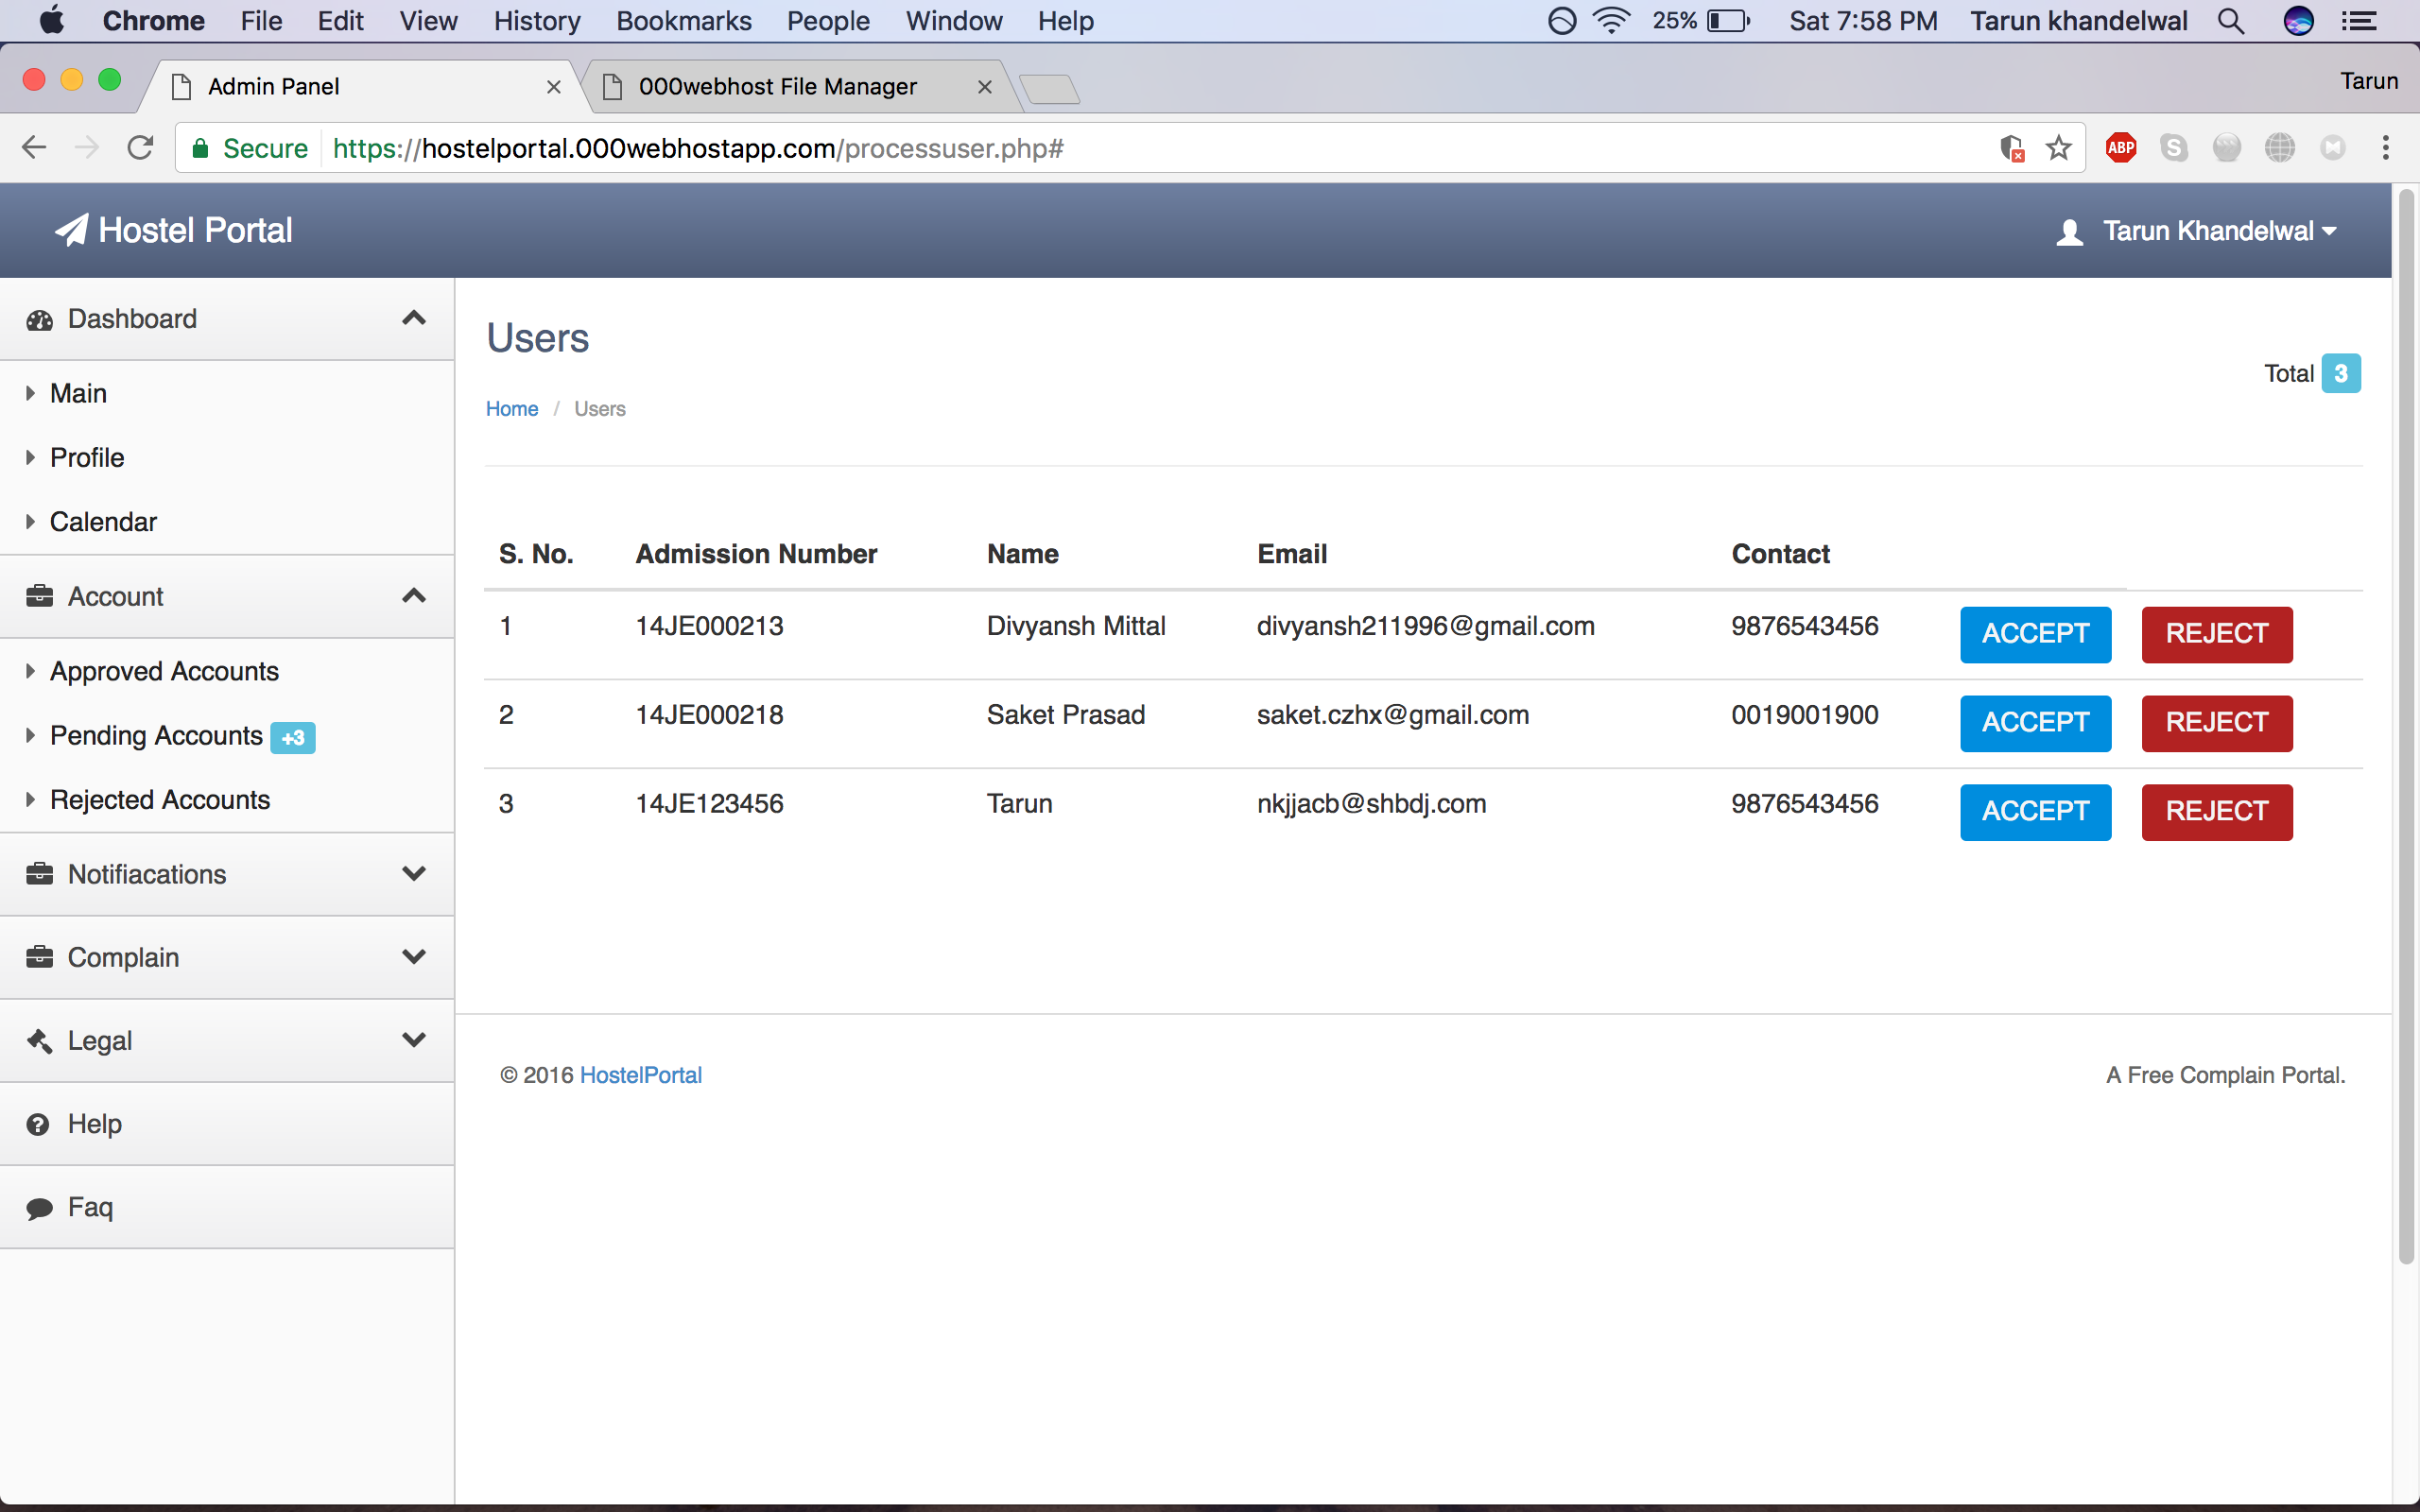 Chrome File Edit View History Bookmarks People Window Help 25% Sat 7:58 PM Tarun khandelwal
Admin Panel 000webhost File Manager Tarun
Secure https://hostelportal.000webhostapp.com/processuser.php# ABP S
Hostel Portal Tarun Khandelwal
Dashboard
Main
Profile
Calendar
Account
Approved Accounts
Pending Accounts +3
Rejected Accounts
Notifiacations
Complain
Legal
Help
Faq
Users
Total 3
Home / Users
S. No. Admission Number Name Email Contact
1 14JE000213 Divyansh Mittal divyansh211996@gmail.com 9876543456 ACCEPT REJECT
2 14JE000218 Saket Prasad saket.czhx@gmail.com 0019001900 ACCEPT REJECT
3 14JE123456 Tarun nkjjacb@shbdj.com 9876543456 ACCEPT REJECT
© 2016 HostelPortal A Free Complain Portal.